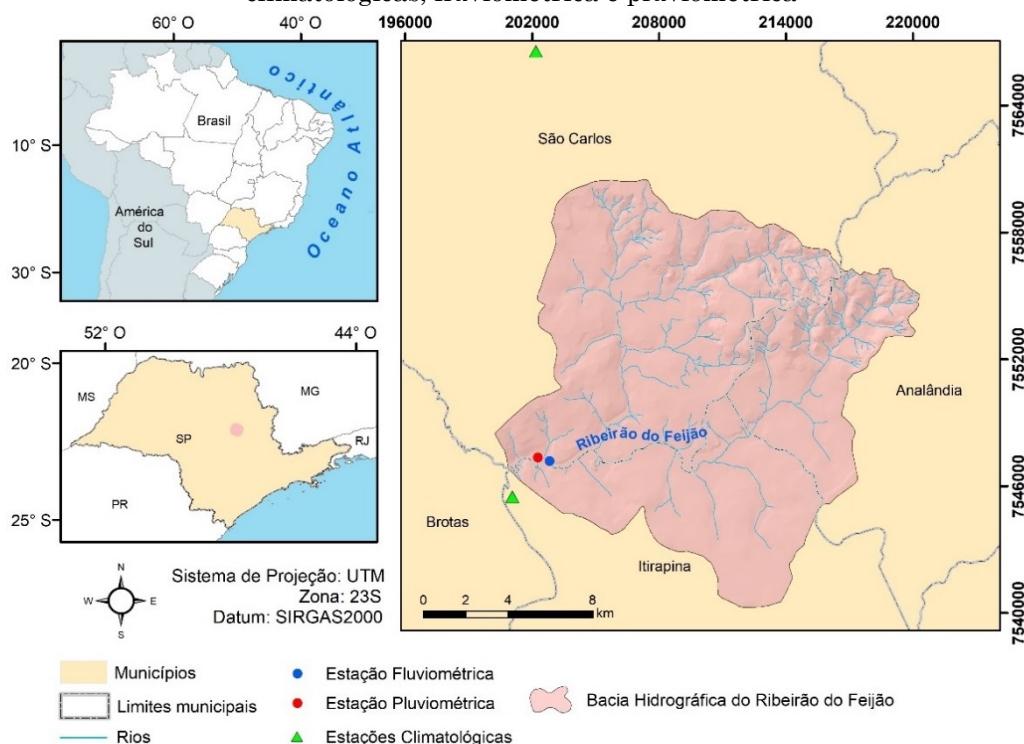 climatológicas, fluviométrica e pluviométrica
60° O
40° O
10° S
30° S
Brasil
América
do
Sul
Oceano Atlântico
52° O
44° O
20° S
25° S
MS
MG
SP
RJ
PR
N
W
E
S
Sistema de Projeção: UTM
Zona: 23S
Datum: SIRGAS2000
196000
202000
208000
214000
220000
7564000
7558000
7552000
7546000
7540000
São Carlos
Analândia
Ribeirão do Feijão
Brotas
Itirapina
0 2 4 8
km
Municípios
Limites municipais
Rios
Estação Fluviométrica
Estação Pluviométrica
Estações Climatológicas
Bacia Hidrográfica do Ribeirão do Feijão